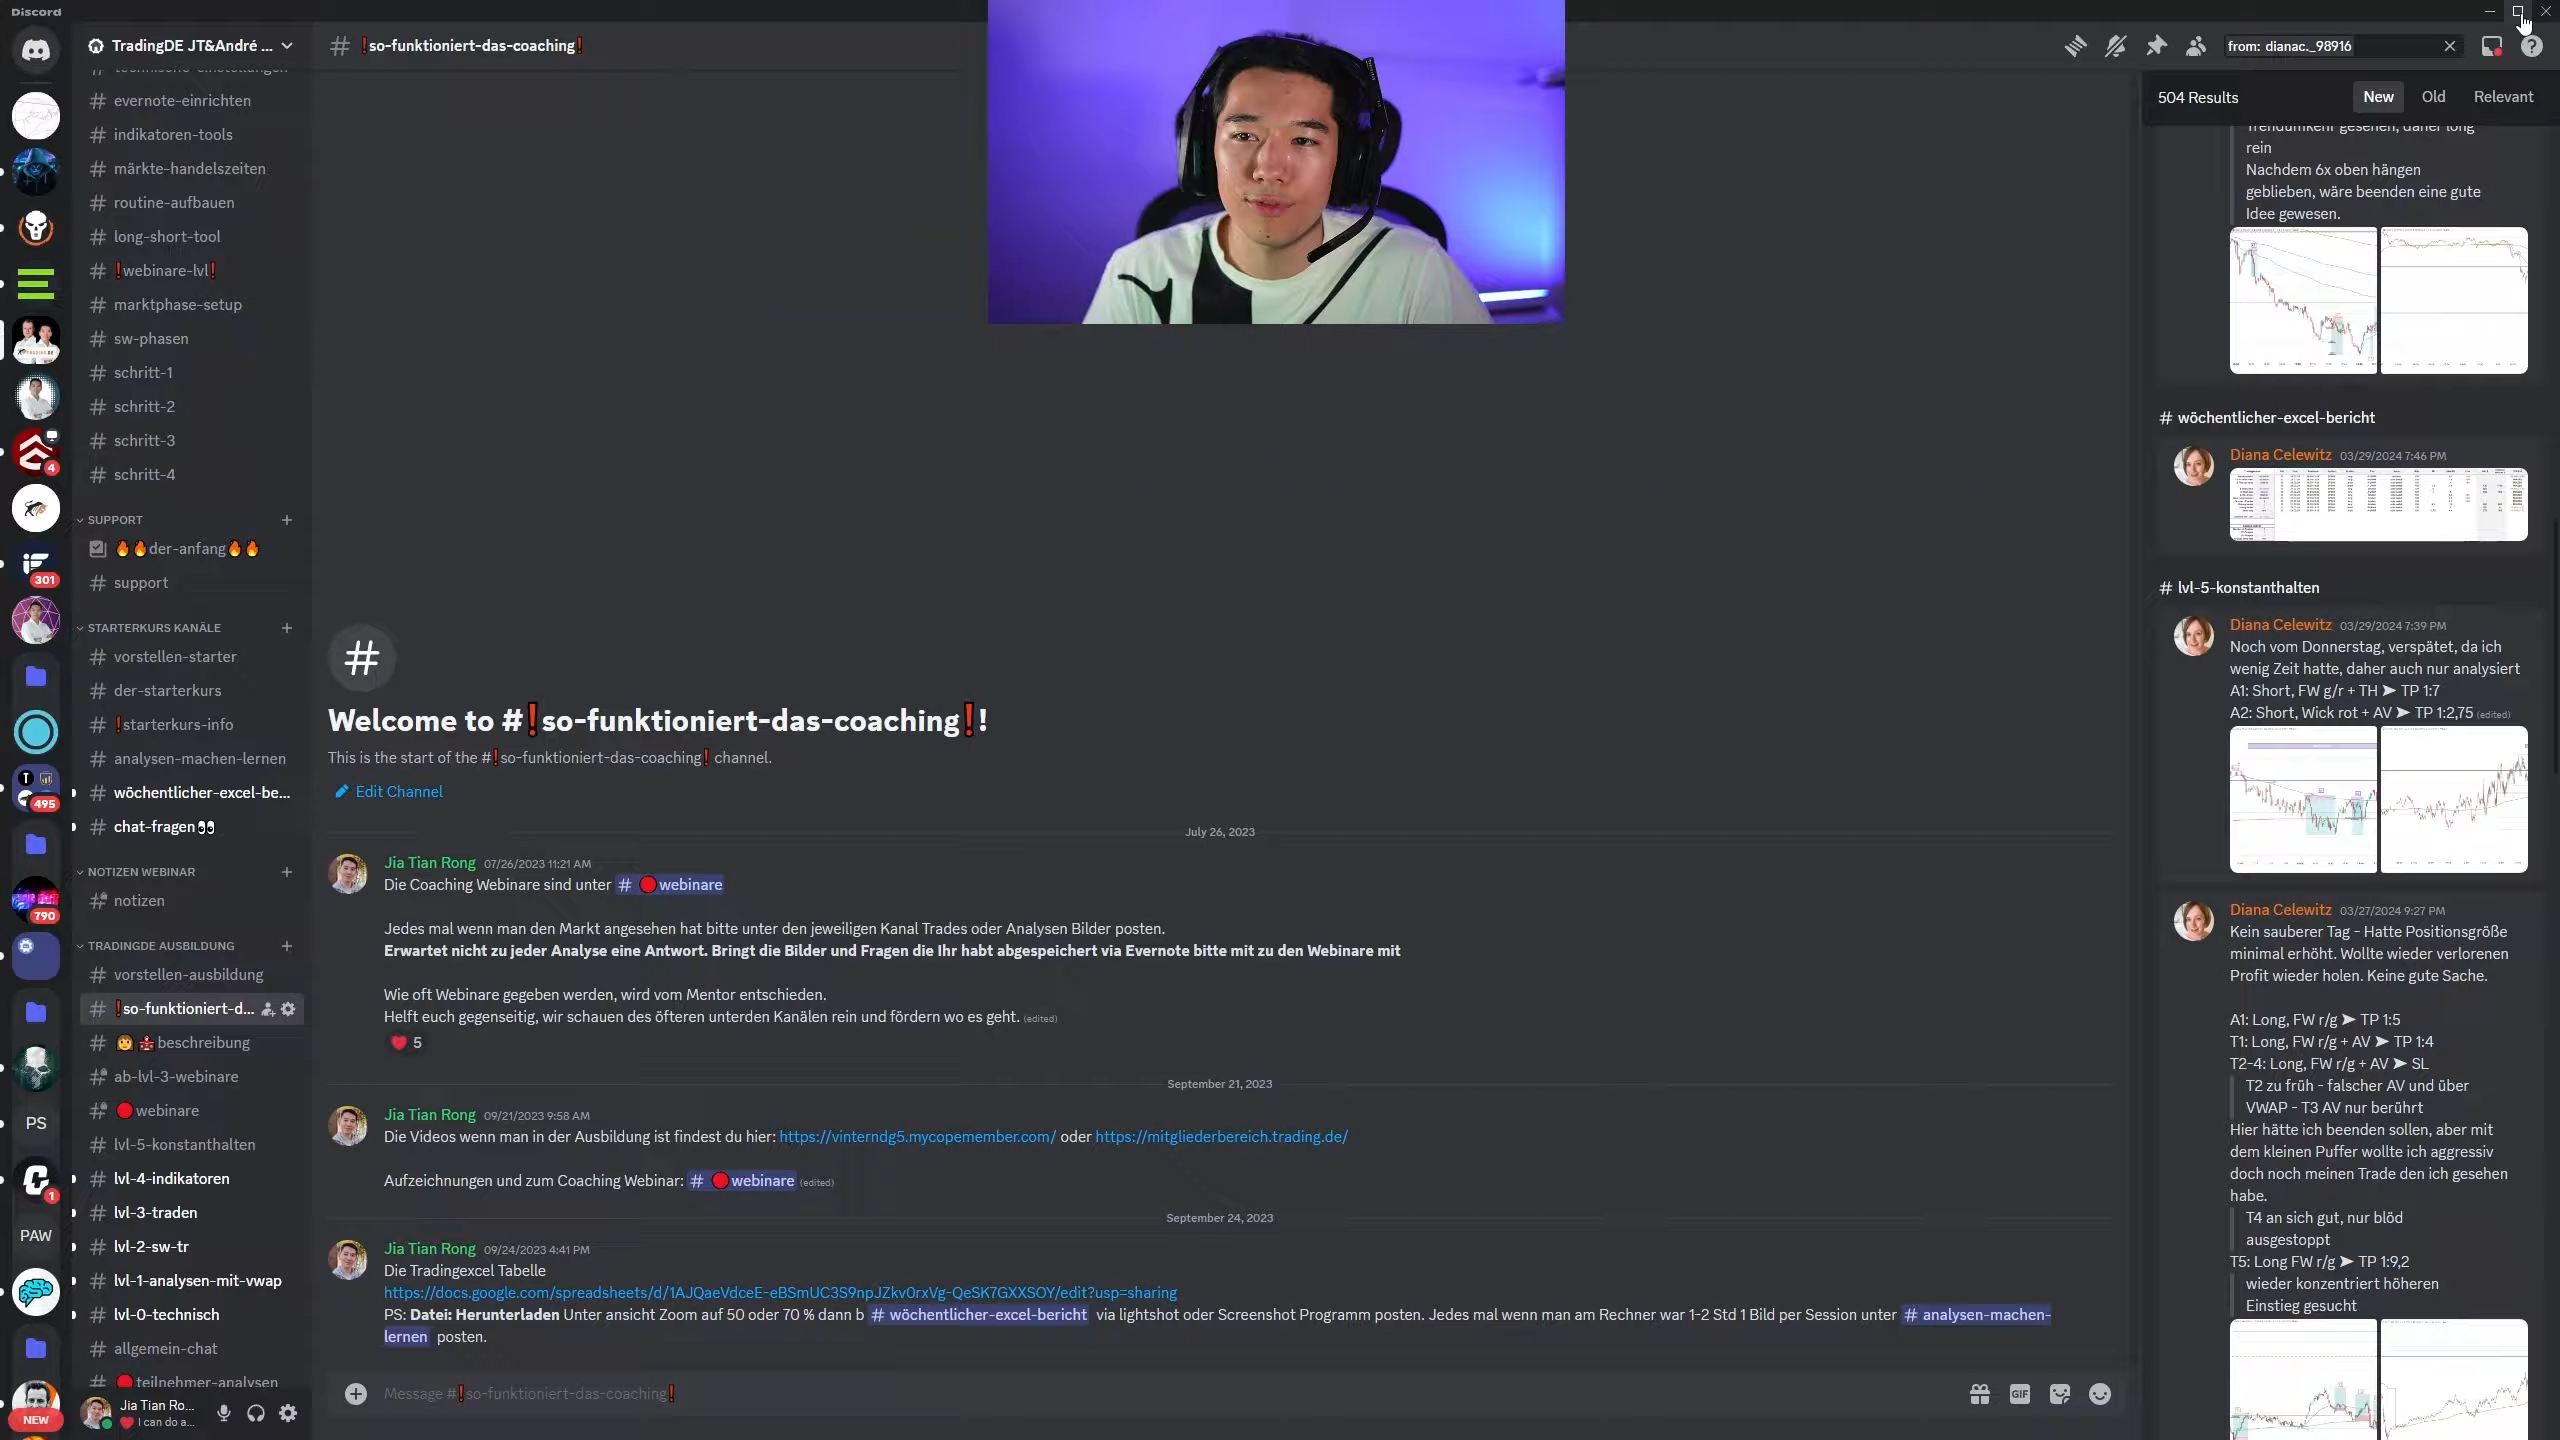 Discord
TradingDE JT&André ...
technische-einstellungen
evernote-einrichten
indikatoren-tools
märkte-handelszeiten
routine-aufbauen
long-short-tool
❗webinare-lvl❗
marktphase-setup
sw-phasen
schritt-1
schritt-2
schritt-3
schritt-4
SUPPORT
🔥🔥der-anfang🔥🔥
support
STARTERKURS KANÄLE
vorstellen-starter
der-starterkurs
❗starterkurs-info
analysen-machen-lernen
wöchentlicher-excel-be...
chat-fragen👀
NOTIZEN WEBINAR
notizen
TRADINGDE AUSBILDUNG
vorstellen-ausbildung
❗so-funktioniert-d...
beschreibung
ab-lvl-3-webinare
🔴webinare
lvl-5-konstanthalten
lvl-4-indikatoren
lvl-3-traden
lvl-2-sw-tr
lvl-1-analysen-mit-vwap
lvl-0-technisch
allgemein-chat
🔴teilnehmer-analysen
4
301
495
790
PS
1
PAW
NEW
Jia Tian Ro...
❤️ I can do a...
# ❗so-funktioniert-das-coaching❗
Welcome to #❗so-funktioniert-das-coaching❗!
This is the start of the #❗so-funktioniert-das-coaching❗ channel.
Edit Channel
July 26, 2023
Jia Tian Rong 07/26/2023 11:21 AM
Die Coaching Webinare sind unter # 🔴webinare
Jedes mal wenn man den Markt angesehen hat bitte unter den jeweiligen Kanal Trades oder Analysen Bilder posten.
Erwartet nicht zu jeder Analyse eine Antwort. Bringt die Bilder und Fragen die Ihr habt abgespeichert via Evernote bitte mit zu den Webinare mit
Wie oft Webinare gegeben werden, wird vom Mentor entschieden.
Helft euch gegenseitig, wir schauen des öfteren unterden Kanälen rein und fördern wo es geht. (edited)
❤️ 5
September 21, 2023
Jia Tian Rong 09/21/2023 9:58 AM
Die Videos wenn man in der Ausbildung ist findest du hier: https://vinterndg5.mycopemember.com/ oder https://mitgliederbereich.trading.de/
Aufzeichnungen und zum Coaching Webinar: # 🔴webinare (edited)
September 24, 2023
Jia Tian Rong 09/24/2023 4:41 PM
Die Tradingexcel Tabelle
https://docs.google.com/spreadsheets/d/1AJQaeVdceE-eBSmUC3S9npJZkv0rxVg-QeSK7GXXSOY/edit?usp=sharing
PS: Datei: Herunterladen Unter ansicht Zoom auf 50 oder 70 % dann b # wöchentlicher-excel-bericht via lightshot oder Screenshot Programm posten. Jedes mal wenn man am Rechner war 1-2 Std 1 Bild per Session unter # analysen-machen-
lernen posten.
Message #❗so-funktioniert-das-coaching❗
GIF
from: dianac._98916
504 Results
New Old Relevant
Trendumkehr gesehen, daher long
rein
Nachdem 6x oben hängen
geblieben, wäre beenden eine gute
Idee gewesen.
# wöchentlicher-excel-bericht
Diana Celewitz 03/29/2024 7:46 PM
# lvl-5-konstanthalten
Diana Celewitz 03/29/2024 7:39 PM
Noch vom Donnerstag, verspätet, da ich
wenig Zeit hatte, daher auch nur analysiert
A1: Short, FW g/r + TH ➤ TP 1:7
A2: Short, Wick rot + AV ➤ TP 1:2,75 (edited)
Diana Celewitz 03/27/2024 9:27 PM
Kein sauberer Tag - Hatte Positionsgröße
minimal erhöht. Wollte wieder verlorenen
Profit wieder holen. Keine gute Sache.
A1: Long, FW r/g ➤ TP 1:5
T1: Long, FW r/g + AV ➤ TP 1:4
T2-4: Long, FW r/g + AV ➤ SL
T2 zu früh - falscher AV und über
VWAP - T3 AV nur berührt
Hier hätte ich beenden sollen, aber mit
dem kleinen Puffer wollte ich aggressiv
doch noch meinen Trade den ich gesehen
habe.
T4 an sich gut, nur blöd
ausgestoppt
T5: Long FW r/g ➤ TP 1:9,2
wieder konzentriert höheren
Einstieg gesucht